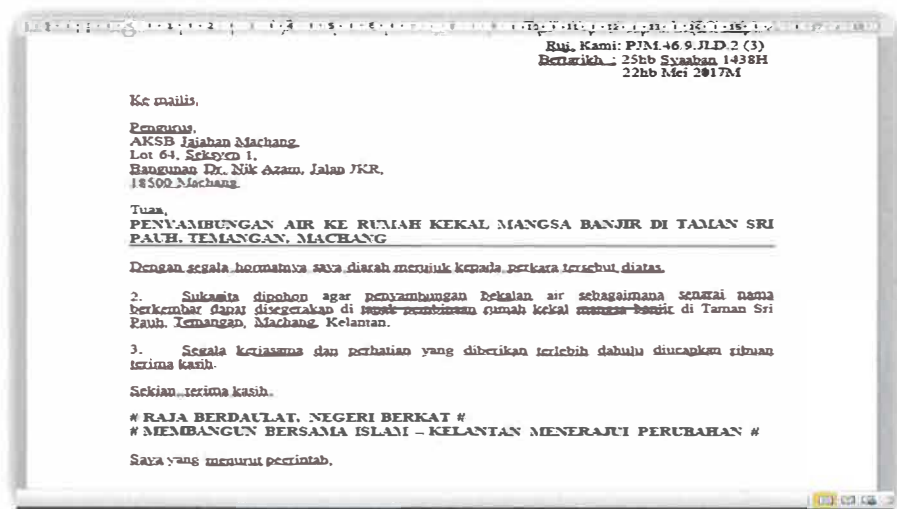 Ruj. Kami: PJM.46.9.JLD.2 (3)
Bertarikh : 25hb Syaaban 1438H
22hb Mei 2017M
Ke majlis,
Pengurus,
AKSB Jajahan Machang
Lot 64, Seksyen 1,
Bangunan Dr. Nik Azam, Jalan JKR,
18500 Machang
Tuan,
PENYAMBUNGAN AIR KE RUMAH KEKAL MANGSA BANJIR DI TAMAN SRI
PAUH, TEMANGAN, MACHANG
Dengan segala hormatnya saya diarah merujuk kepada perkara tersebut diatas.
2. Sukacita dipohon agar penyambungan bekalan air sebagaimana senarai nama
berkembar dapat disegerakan di tapak pembinaan rumah kekal mangsa banjir di Taman Sri
Pauh, Temangan, Machang, Kelantan.
3. Segala kerjasama dan perhatian yang diberikan terlebih dahulu diucapkan ribuan
terima kasih.
Sekian, terima kasih.
# RAJA BERDAULAT, NEGERI BERKAT #
# MEMBANGUN BERSAMA ISLAM – KELANTAN MENERAJUI PERUBAHAN #
Saya yang menurut perintah,